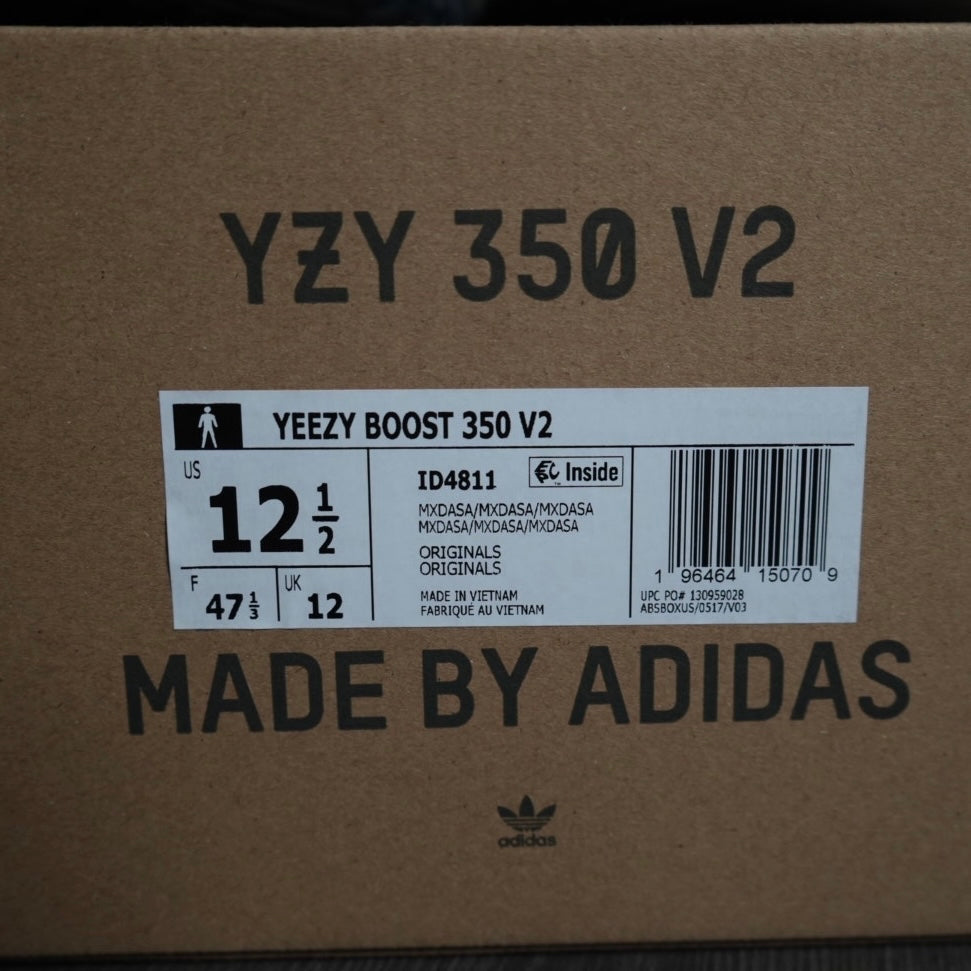 YZY 350 V2
YEEZY BOOST 350 V2
US
12 1/2
F
47 1/3
UK
12
ID4811
Inside
MXDASA/MXDASA/MXDASA
MXDASA/MXDASA/MXDASA
ORIGINALS
ORIGINALS
MADE IN VIETNAM
FABRIQUÉ AU VIETNAM
1 96464 15070 9
UPC PO# 130959028
ABSBOXUS/0517/V03
MADE BY ADIDAS
adidas